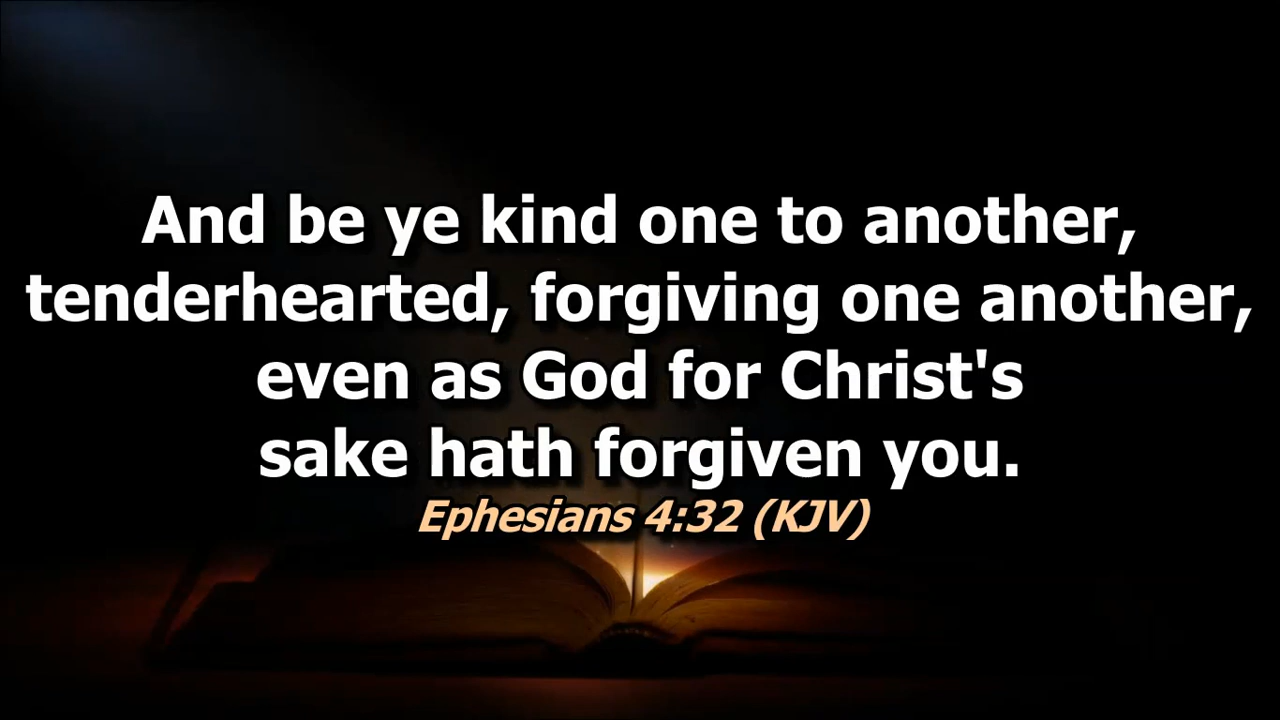 And be ye kind one to another,
tenderhearted, forgiving one another,
even as God for Christ's
sake hath forgiven you.
Ephesians 4:32 (KJV)